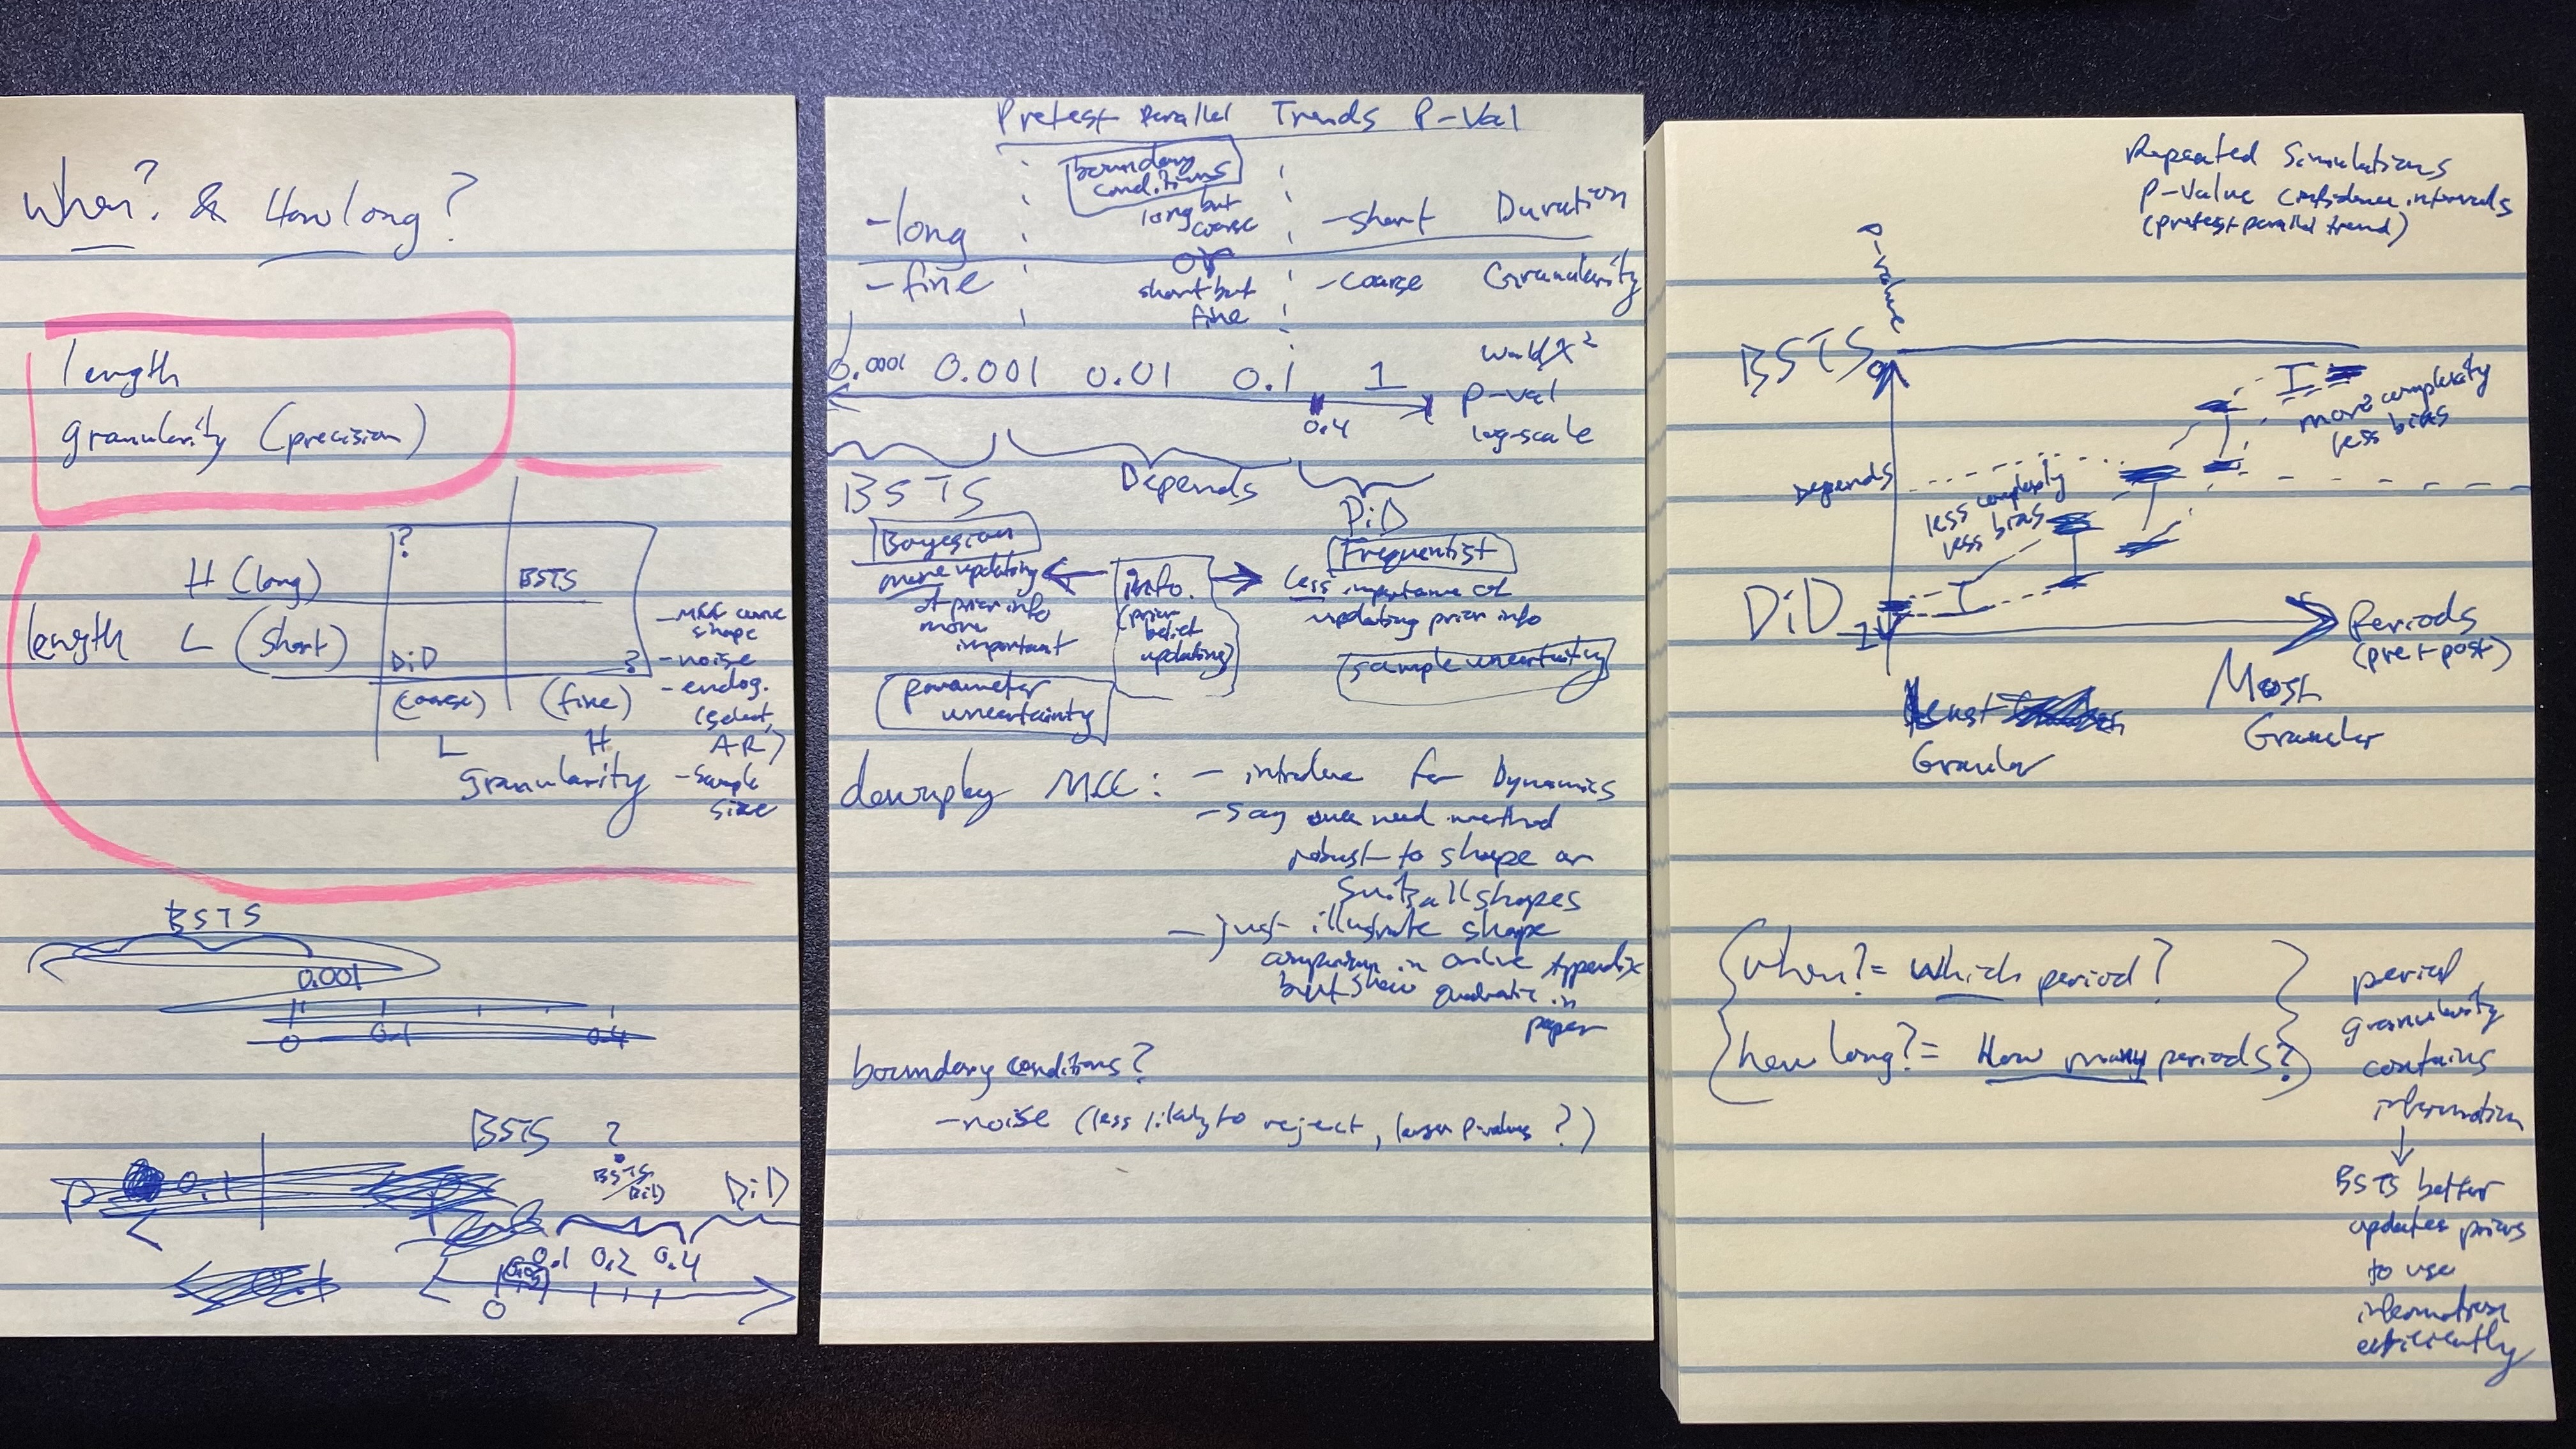 When? & How long?
length
granularity (precision)
?
H (long)
BSTS
length L (short)
DiD
?
(coarse) (fine)
L H
granularity
- noise
- endog.
(select,
AR)
- sample
size
BSTS
0.001
0 0.1 0.4
BSTS ?
P 0.1
BSTS/
DiD
DiD
0.1 0.2 0.4
0
Pretest Parallel Trends P-Val
boundary
conditions
long but
coarse
-long
-short Duration
or
-fine
short but
fine
-coarse Granularity
0.0001 0.001 0.01 0.1 1
Wald/X²
P-val
log-scale
0.4
BSTS Depends DiD
Bayesian
more updating
of prior info
more
important
info.
(prior
belief
updating)
Frequentist
less importance of
updating prior info
parameter
uncertainty
sample uncertainty
downplay MCC:
- introduce for Dynamics
- say need method
robust to shape or
suits all shapes
- just illustrate shape
comparison in online Appendix
but show quadratic in
paper
boundary conditions?
- noise (less likely to reject, larger p-values?)
Repeated Simulations
P-Value Confidence intervals
(pretest parallel trend)
P-value
BSTS 0
more complexity
less bias
Depends
less complexity
less bias
DiD 1
Periods
(pre + post)
Least
Granular
Most
Granular
when? = Which period?
how long? = How many periods?
period
granularity
contains
information
BSTS better
updates priors
to use
information
efficiently